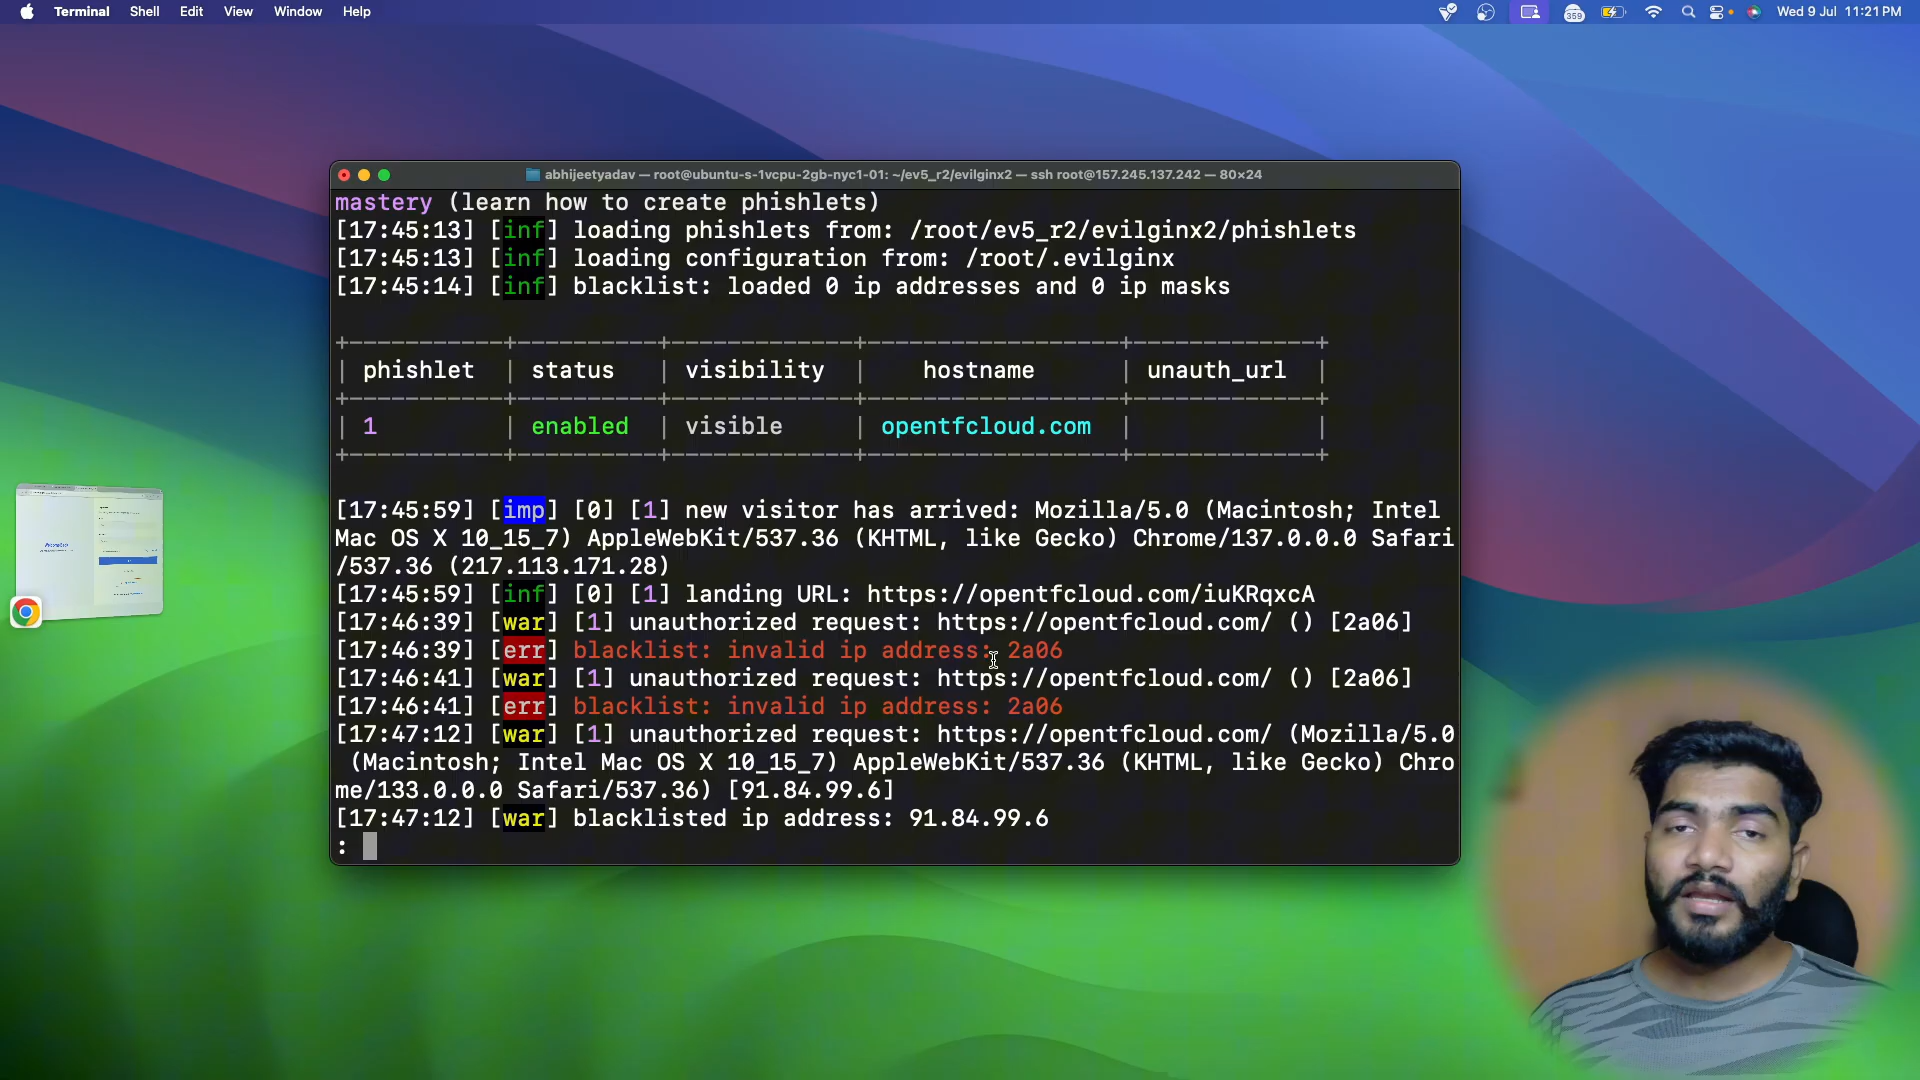 Terminal Shell Edit View Window Help
359
Wed 9 Jul 11:21 PM
abhijeetyadav — root@ubuntu-s-1vcpu-2gb-nyc1-01: ~/ev5_r2/evilginx2 — ssh root@157.245.137.242 — 80×24
mastery (learn how to create phishlets)
[17:45:13] [inf] loading phishlets from: /root/ev5_r2/evilginx2/phishlets
[17:45:13] [inf] loading configuration from: /root/.evilginx
[17:45:14] [inf] blacklist: loaded 0 ip addresses and 0 ip masks
+------------+-----------+--------------+-------------------+--------------+
| phishlet | status | visibility | hostname | unauth_url |
+------------+-----------+--------------+-------------------+--------------+
| 1 | enabled | visible | opentfcloud.com | |
+------------+-----------+--------------+-------------------+--------------+
[17:45:59] [imp] [0] [1] new visitor has arrived: Mozilla/5.0 (Macintosh; Intel
Mac OS X 10_15_7) AppleWebKit/537.36 (KHTML, like Gecko) Chrome/137.0.0.0 Safari
/537.36 (217.113.171.28)
[17:45:59] [inf] [0] [1] landing URL: https://opentfcloud.com/iuKRqxcA
[17:46:39] [war] [1] unauthorized request: https://opentfcloud.com/ () [2a06]
[17:46:39] [err] blacklist: invalid ip address: 2a06
[17:46:41] [war] [1] unauthorized request: https://opentfcloud.com/ () [2a06]
[17:46:41] [err] blacklist: invalid ip address: 2a06
[17:47:12] [war] [1] unauthorized request: https://opentfcloud.com/ (Mozilla/5.0
(Macintosh; Intel Mac OS X 10_15_7) AppleWebKit/537.36 (KHTML, like Gecko) Chro
me/133.0.0.0 Safari/537.36) [91.84.99.6]
[17:47:12] [war] blacklisted ip address: 91.84.99.6
: